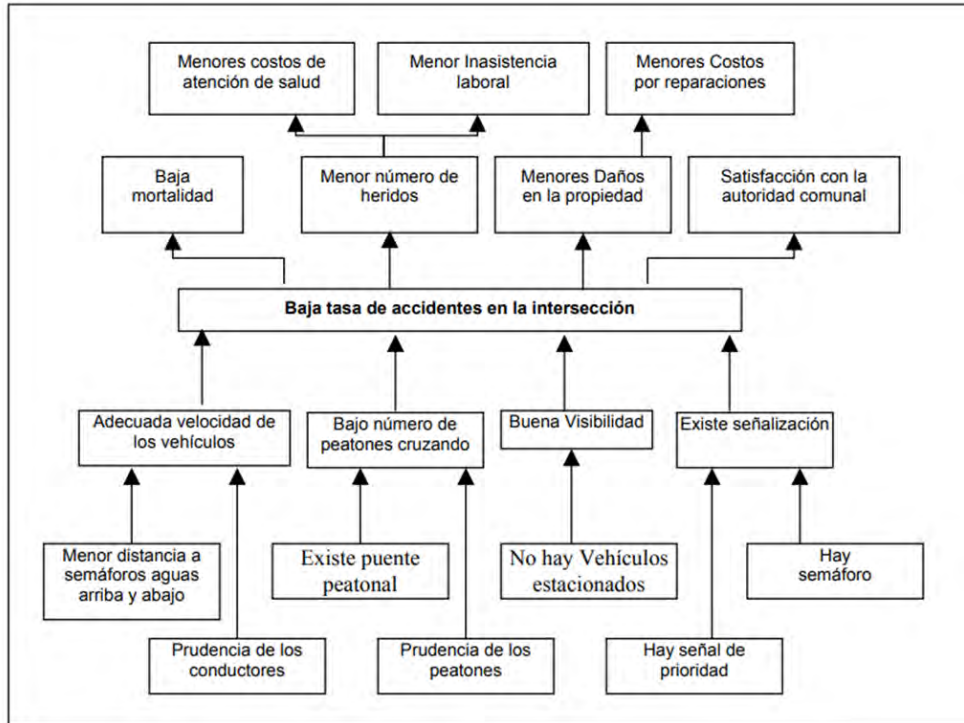 Menores costos de
atención de salud
Menor Inasistencia
laboral
Menores Costos
por reparaciones
Baja
mortalidad
Menor número de
heridos
Menores Daños
en la propiedad
Satisfacción con la
autoridad comunal
Baja tasa de accidentes en la intersección
Adecuada velocidad de
los vehículos
Bajo número de
peatones cruzando
Buena Visibilidad
Existe señalización
Menor distancia a
semáforos aguas
arriba y abajo
Existe puente
peatonal
No hay Vehículos
estacionados
Hay
semáforo
Prudencia de los
conductores
Prudencia de los
peatones
Hay señal de
prioridad